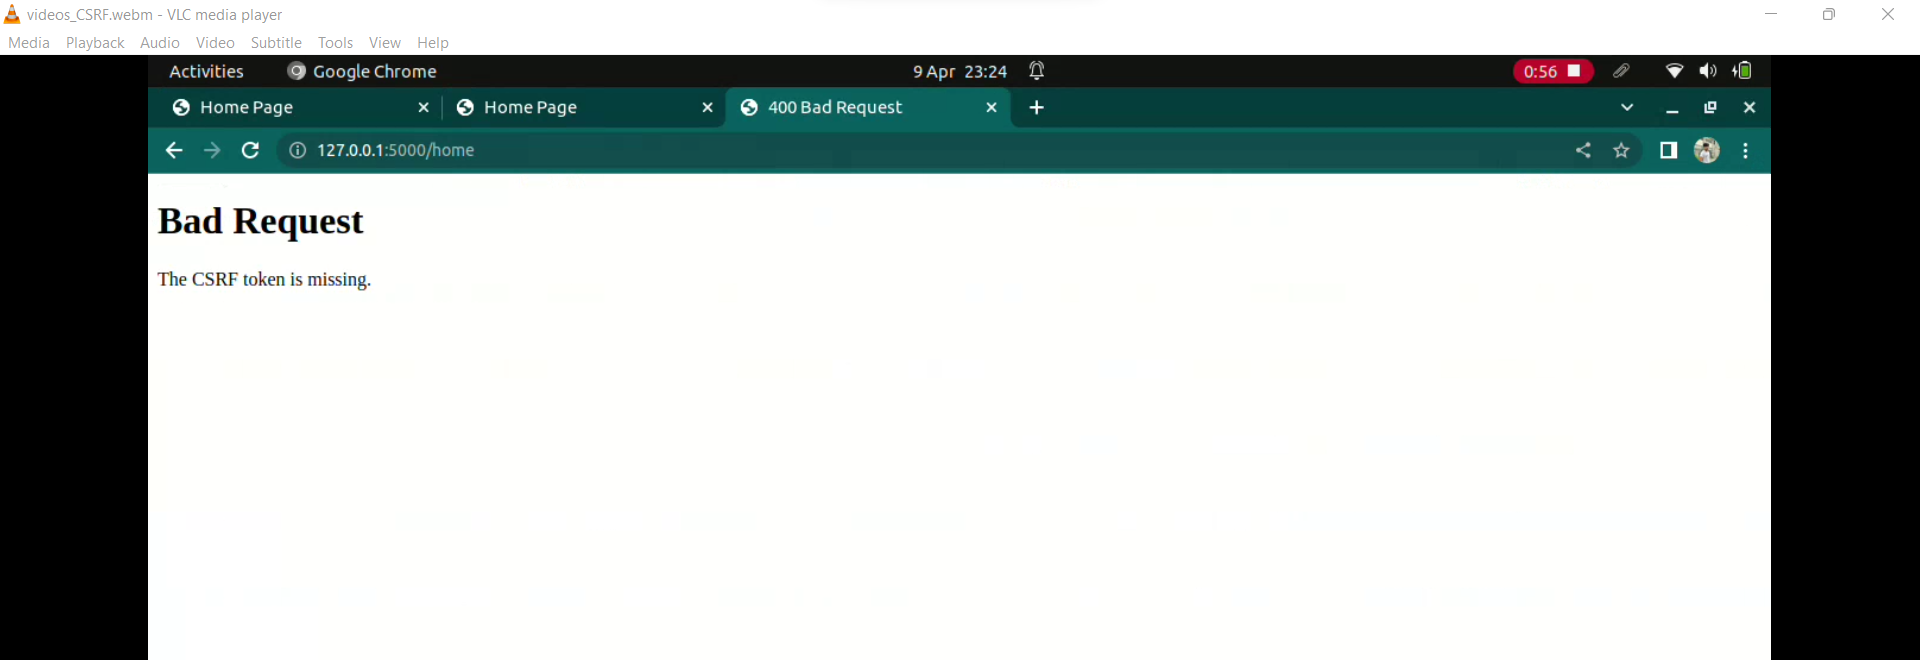 videos_CSRF.webm - VLC media player
Media Playback Audio Video Subtitle Tools View Help
Activities Google Chrome 9 Apr 23:24 0:56
Home Page Home Page 400 Bad Request
127.0.0.1:5000/home
Bad Request
The CSRF token is missing.